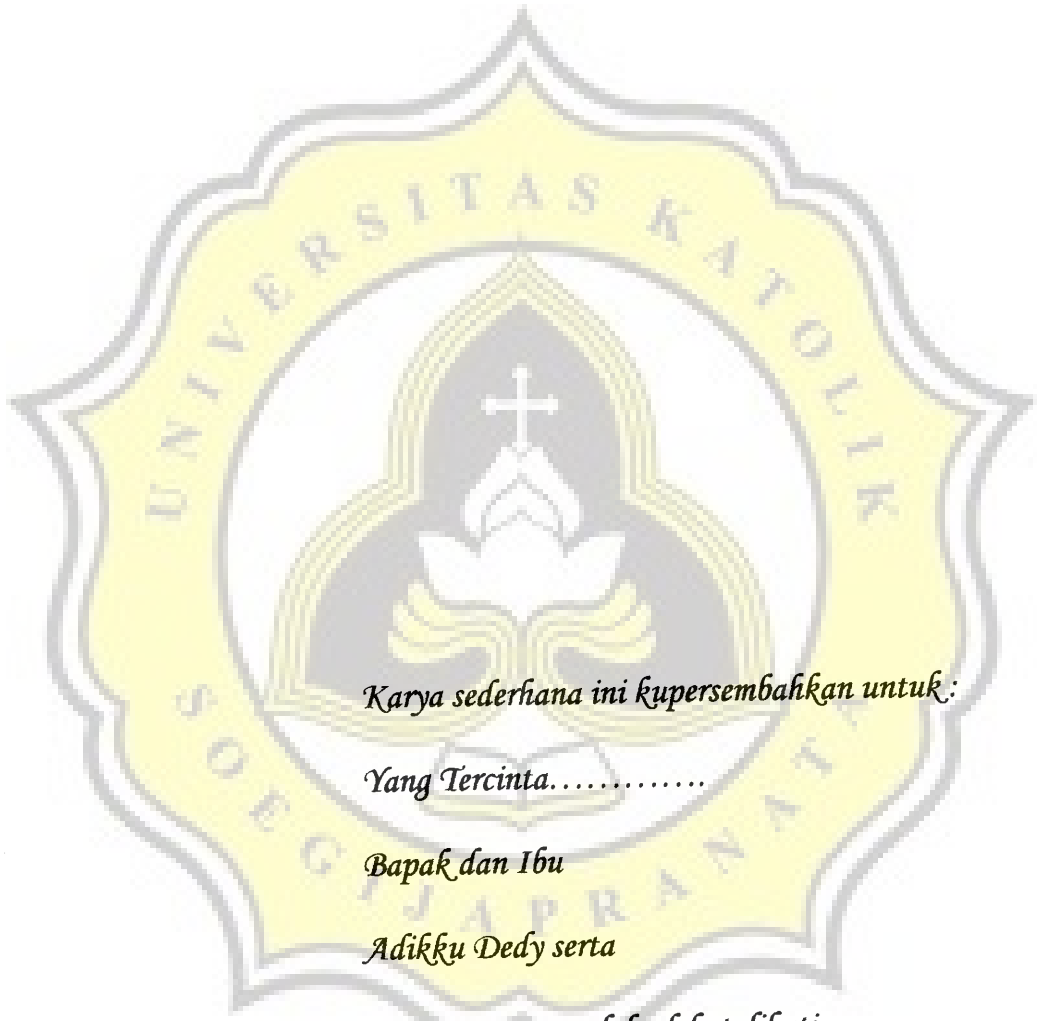 UNIVERSITAS KATOLIK
SOEGIJAPRANATA
Karya sederhana ini kupersembahkan untuk :
Yang Tercinta.............
Bapak dan Ibu
Adikku Dedy serta